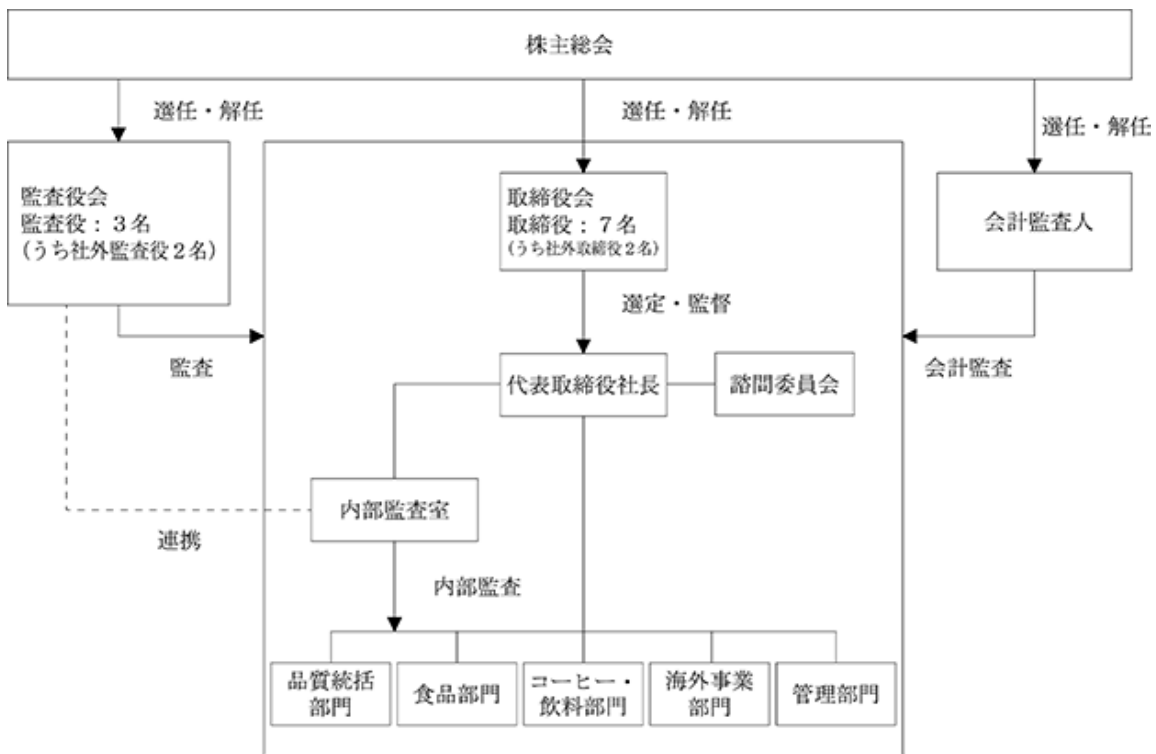 株主総会
選任・解任
選任・解任
選任・解任
監査役会
監査役：３名
(うち社外監査役２名)
取締役会
取締役：７名
(うち社外取締役２名)
会計監査人
選定・監督
監査
会計監査
代表取締役社長
諮問委員会
内部監査室
連携
内部監査
品質統括
部門
食品部門
コーヒー・
飲料部門
海外事業
部門
管理部門